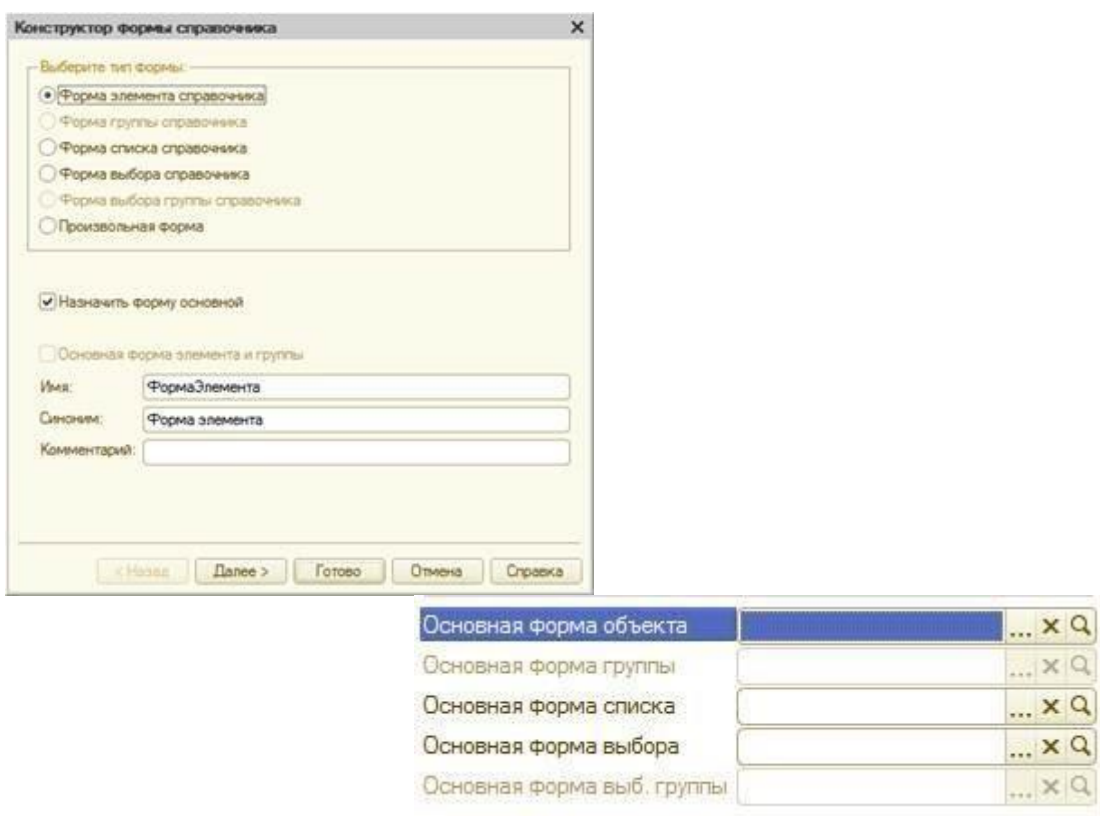 Конструктор формы справочника
Выберите тип формы:
Форма элемента справочника
Форма группы справочника
Форма списка справочника
Форма выбора справочника
Форма выбора группы справочника
Произвольная форма
Назначить форму основной
Основная форма элемента и группы
Имя: ФормаЭлемента
Синоним: Форма элемента
Комментарий:
< Назад Далее > Готово Отмена Справка
Основная форма объекта ...
Основная форма группы ...
Основная форма списка ...
Основная форма выбора ...
Основная форма выб. группы ...